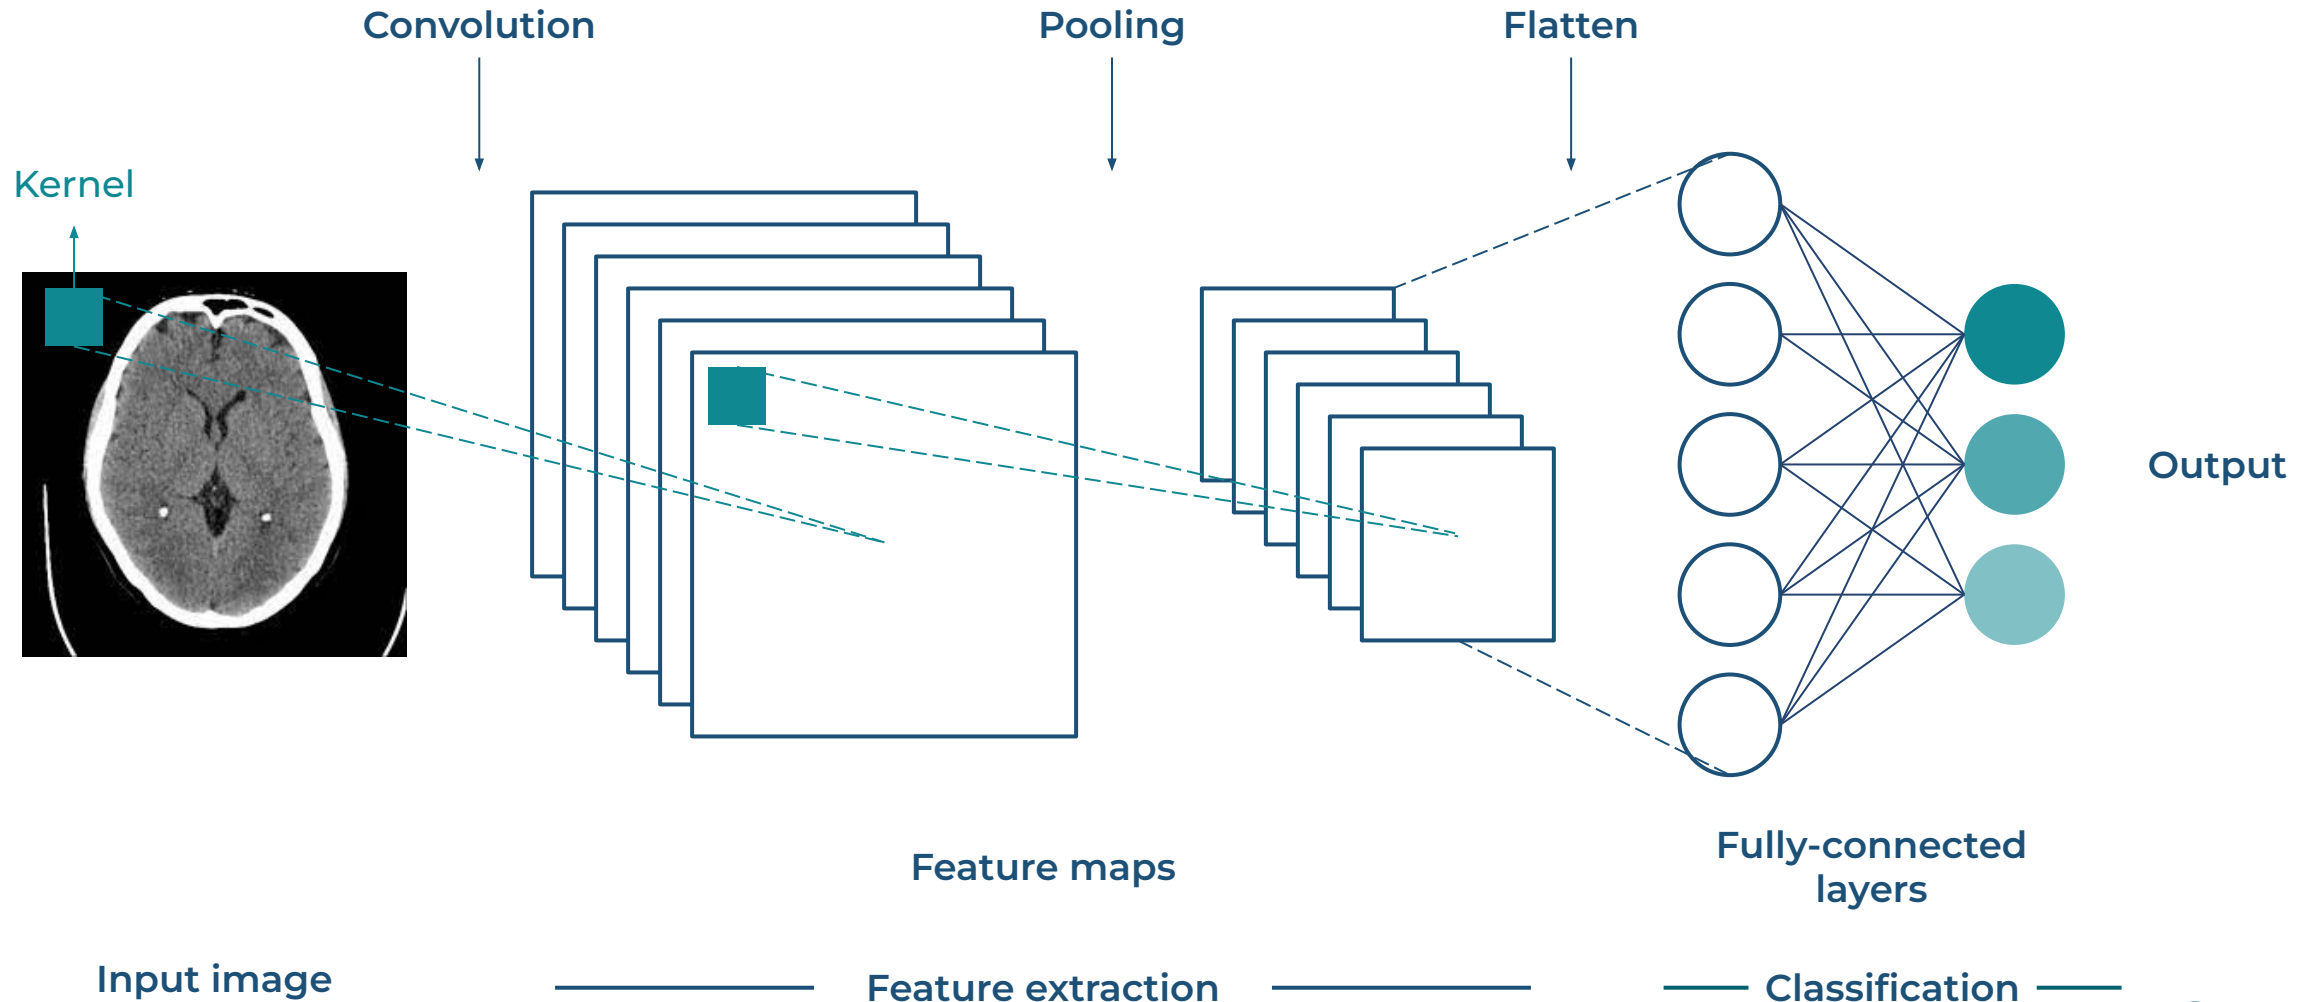 Convolution
Pooling
Flatten
Kernel
Output
Feature maps
Fully-connected
layers
Input image
Feature extraction
Classification